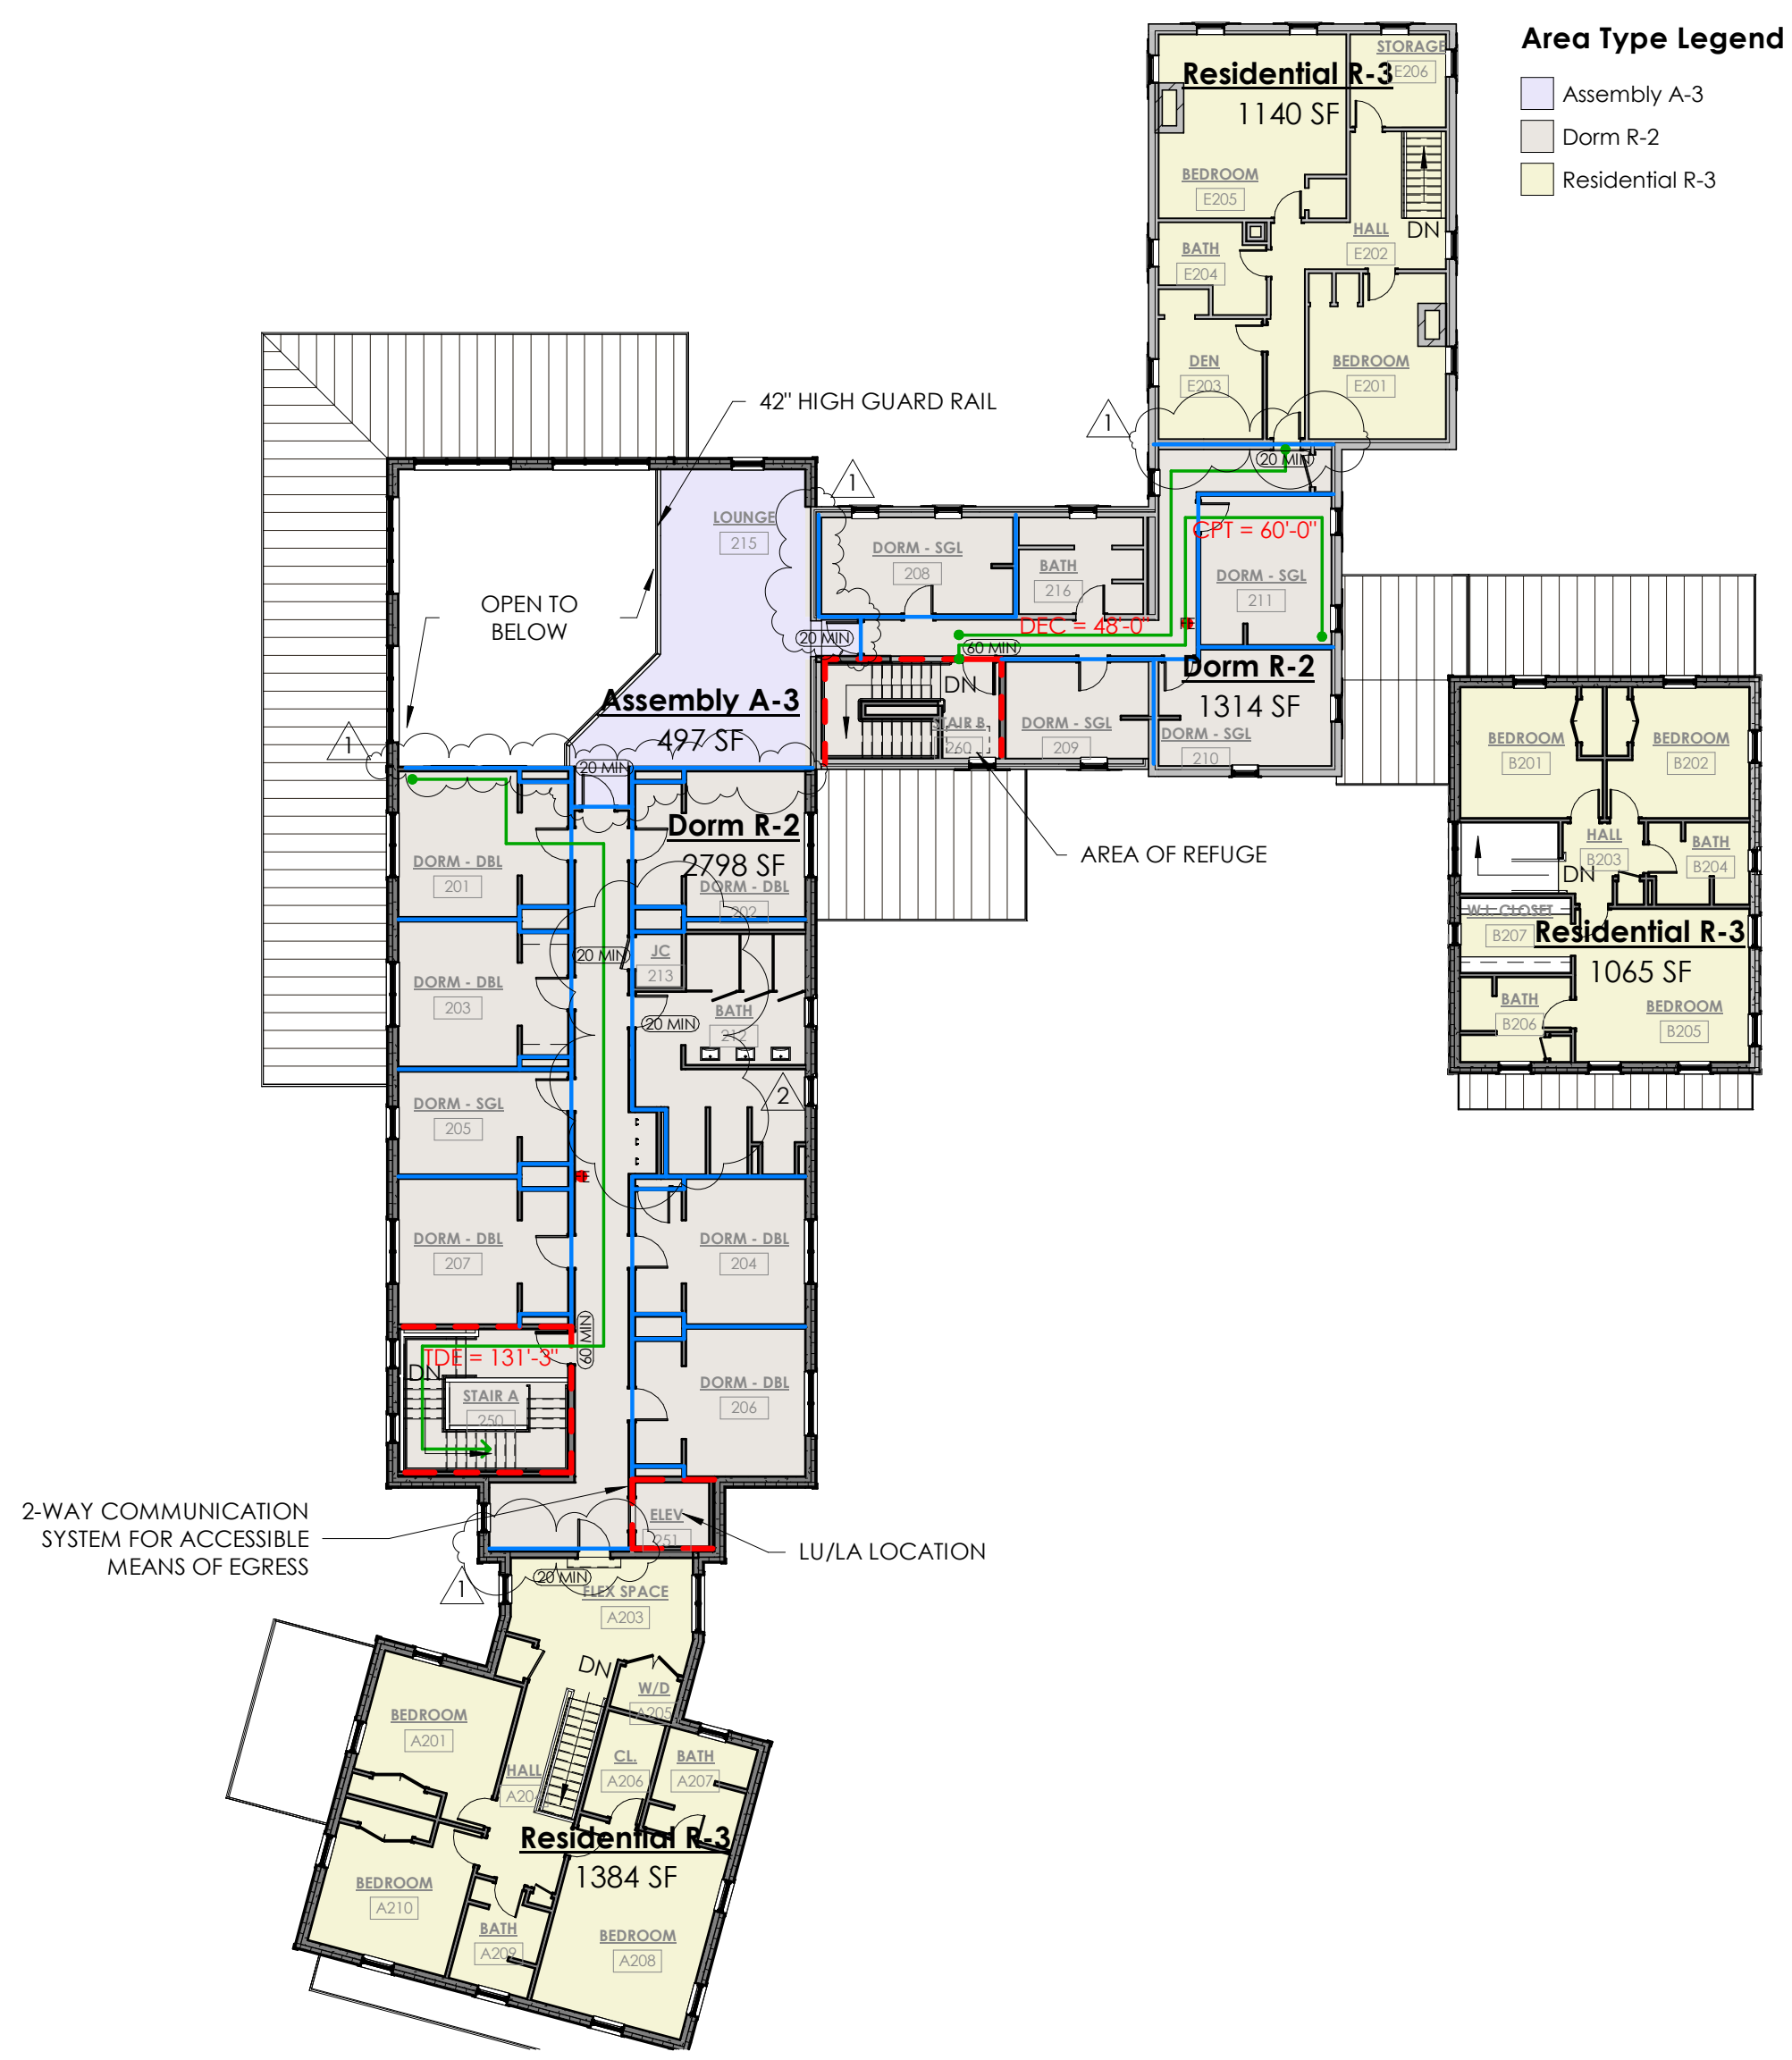 Area Type Legend
Assembly A-3
Dorm R-2
Residential R-3
Residential R-3
1140 SF
STORAGE
E206
BEDROOM
E205
HALL
E202
DN
BATH
E204
DEN
E203
BEDROOM
E201
1
20 MIN
42" HIGH GUARD RAIL
OPEN TO
BELOW
LOUNGE
215
Assembly A-3
497 SF
1
1
20 MIN
20 MIN
DORM - SGL
208
BATH
216
CPT = 60'-0"
DORM - SGL
211
DEC = 48'-0"
FE
60 MIN
Dorm R-2
1314 SF
DN
STAIR B
260
DORM - SGL
209
DORM - SGL
210
AREA OF REFUGE
BEDROOM
B201
BEDROOM
B202
HALL
B203
BATH
B204
DN
W.I. CLOSET
B207
Residential R-3
1065 SF
BATH
B206
BEDROOM
B205
Dorm R-2
2798 SF
DORM - DBL
201
DORM - DBL
202
20 MIN
JC
213
DORM - DBL
203
20 MIN
BATH
212
2
DORM - SGL
205
FE
DORM - DBL
207
DORM - DBL
204
60 MIN
TDE = 131'-3"
DN
STAIR A
250
DORM - DBL
206
2-WAY COMMUNICATION
SYSTEM FOR ACCESSIBLE
MEANS OF EGRESS
ELEV
251
LU/LA LOCATION
1
20 MIN
FLEX SPACE
A203
DN
W/D
A205
BEDROOM
A201
HALL
A204
CL.
A206
BATH
A207
Residential R-3
1384 SF
BEDROOM
A210
BATH
A209
BEDROOM
A208